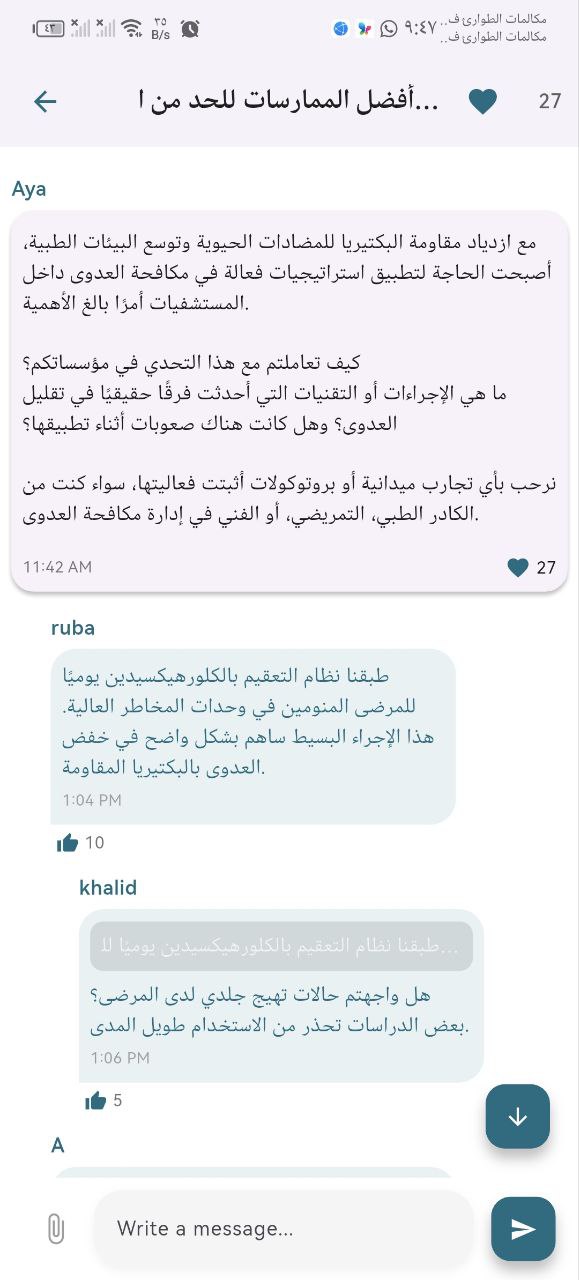 مكالمات الطوارئ ف..
مكالمات الطوارئ ف..
٩:٤٧
٣٥
B/s
٤٣
أفضل الممارسات للحد من ا...
27
Aya
مع ازدياد مقاومة البكتيريا للمضادات الحيوية وتوسع البيئات الطبية،
أصبحت الحاجة لتطبيق استراتيجيات فعالة في مكافحة العدوى داخل
المستشفيات أمرًا بالغ الأهمية.
كيف تعاملتم مع هذا التحدي في مؤسساتكم؟
ما هي الإجراءات أو التقنيات التي أحدثت فرقًا حقيقيًا في تقليل
العدوى؟ وهل كانت هناك صعوبات أثناء تطبيقها؟
نرحب بأي تجارب ميدانية أو بروتوكولات أثبتت فعاليتها، سواء كنت من
الكادر الطبي، التمريضي، أو الفني في إدارة مكافحة العدوى.
11:42 AM
27
ruba
طبقنا نظام التعقيم بالكلورهيكسيدين يوميًا
للمرضى المنومين في وحدات المخاطر العالية.
هذا الإجراء البسيط ساهم بشكل واضح في خفض
العدوى بالبكتيريا المقاومة.
1:04 PM
10
khalid
طبقنا نظام التعقيم بالكلورهيكسيدين يوميًا لل...
هل واجهتم حالات تهيج جلدي لدى المرضى؟
بعض الدراسات تحذر من الاستخدام طويل المدى.
1:06 PM
5
A
Write a message...